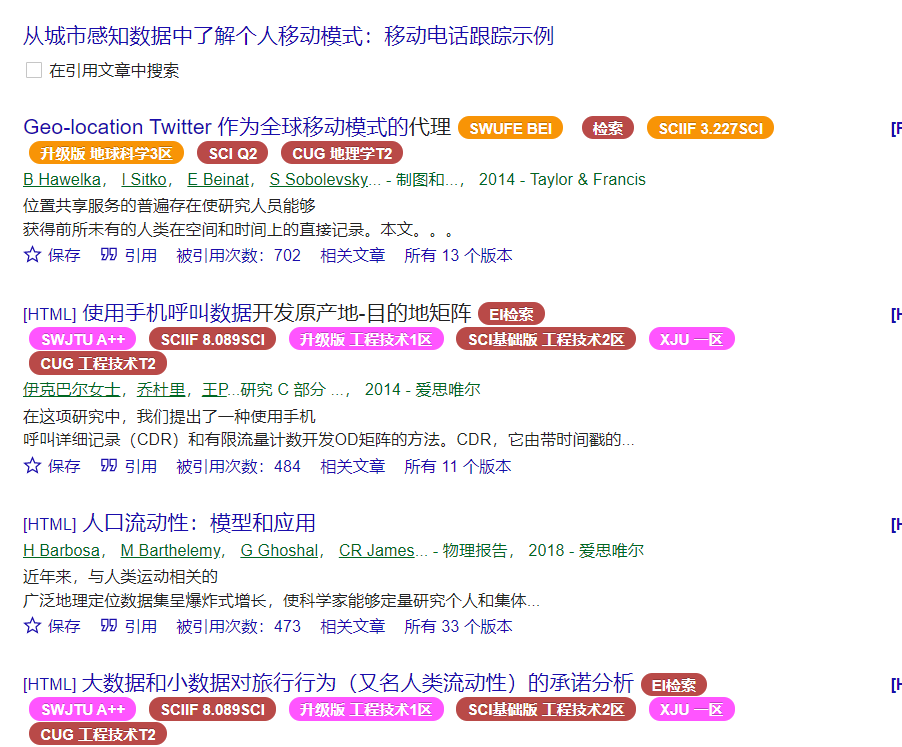 从城市感知数据中了解个人移动模式：移动电话跟踪示例
在引用文章中搜索
Geo-location Twitter 作为全球移动模式的代理 SWUFE BEI 检索 SCIIF 3.227SCI
升级版 地球科学3区 SCI Q2 CUG 地理学T2
B Hawelka， I Sitko， E Beinat， S Sobolevsky... - 制图和...， 2014 - Taylor & Francis
位置共享服务的普遍存在使研究人员能够
获得前所未有的人类在空间和时间上的直接记录。本文。。。
保存 引用 被引用次数：702 相关文章 所有 13 个版本
[HTML] 使用手机呼叫数据开发原产地-目的地矩阵 EI检索
SWJTU A++ SCIIF 8.089SCI 升级版 工程技术1区 SCI基础版 工程技术2区 XJU 一区
CUG 工程技术T2
伊克巴尔女士， 乔杜里， 王P...研究 C 部分 ...， 2014 - 爱思唯尔
在这项研究中，我们提出了一种使用手机
呼叫详细记录（CDR）和有限流量计数开发OD矩阵的方法。CDR，它由带时间戳的...
保存 引用 被引用次数：484 相关文章 所有 11 个版本
[HTML] 人口流动性：模型和应用
H Barbosa， M Barthelemy， G Ghoshal， CR James... - 物理报告， 2018 - 爱思唯尔
近年来，与人类运动相关的
广泛地理定位数据集呈爆炸式增长，使科学家能够定量研究个人和集体...
保存 引用 被引用次数：473 相关文章 所有 33 个版本
[HTML] 大数据和小数据对旅行行为（又名人类流动性）的承诺分析 EI检索
SWJTU A++ SCIIF 8.089SCI 升级版 工程技术1区 SCI基础版 工程技术2区 XJU 一区
CUG 工程技术T2